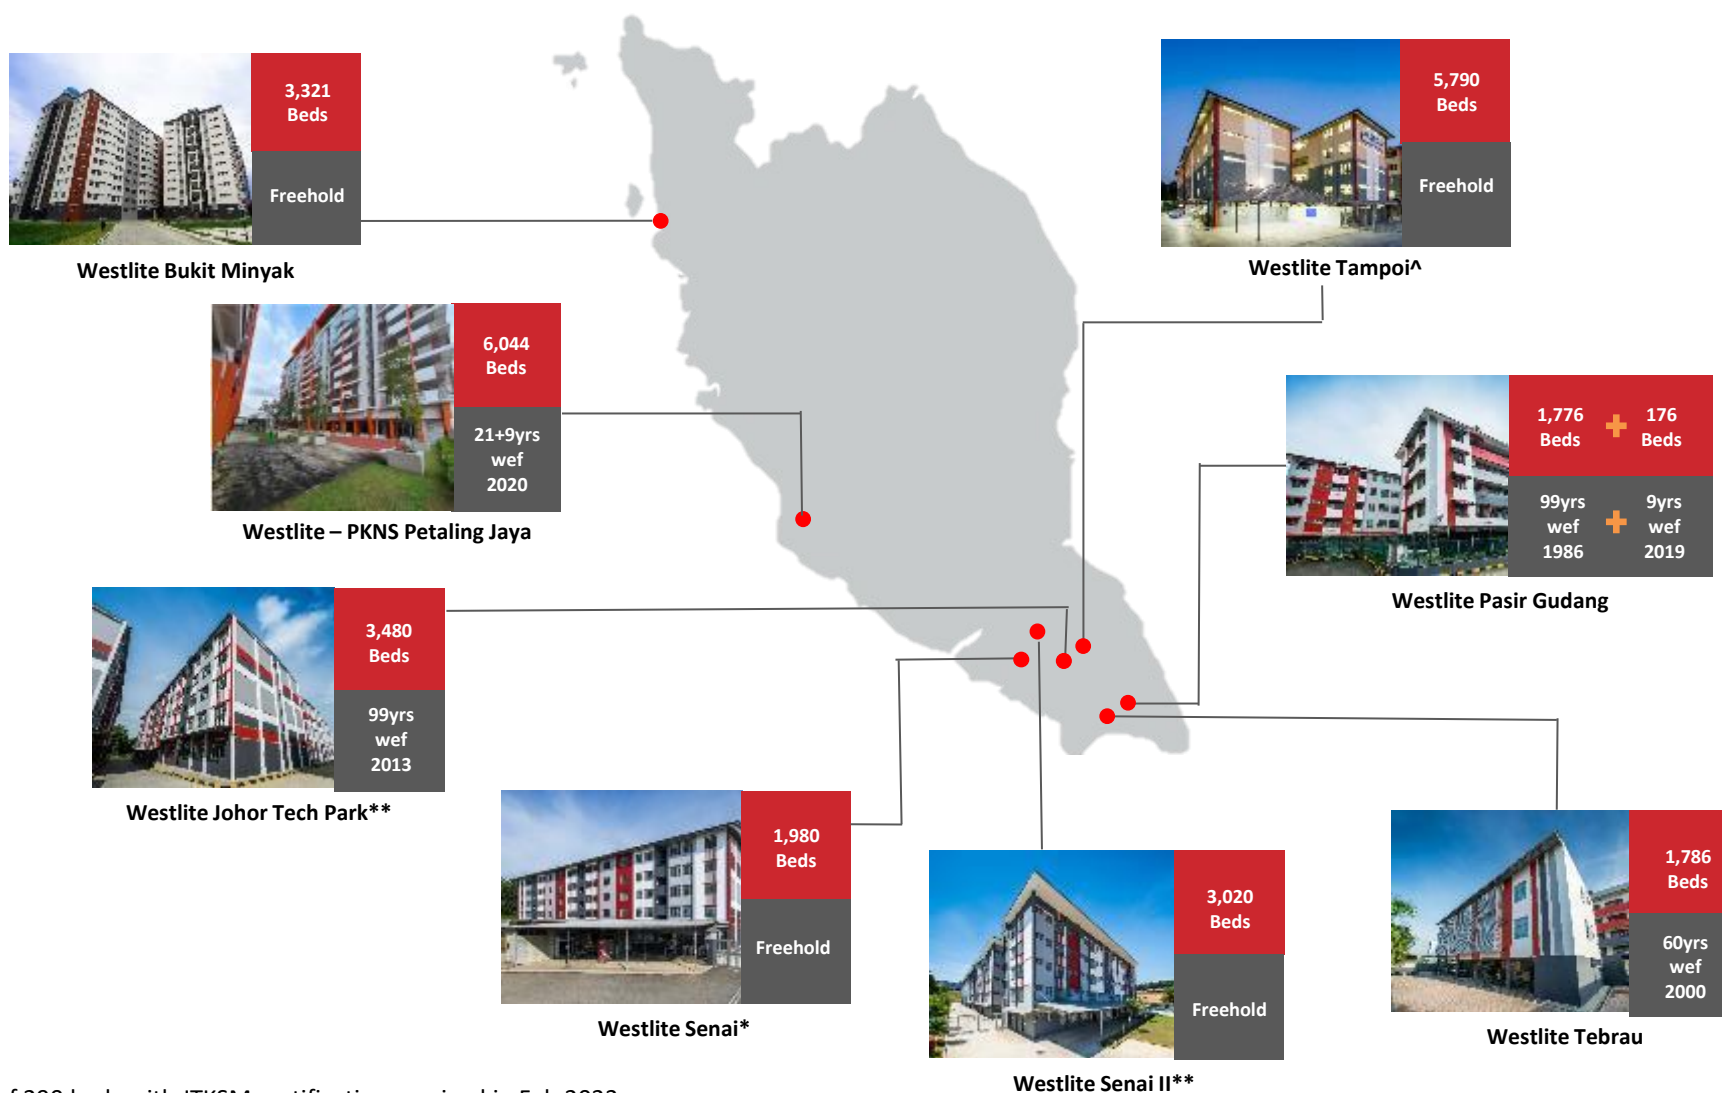 3,321
Beds
Freehold
Westlite Bukit Minyak
5,790
Beds
Freehold
Westlite Tampoi^
6,044
Beds
21+9yrs
wef
2020
Westlite – PKNS Petaling Jaya
1,776
Beds
+
176
Beds
99yrs
wef
1986
+
9yrs
wef
2019
Westlite Pasir Gudang
3,480
Beds
99yrs
wef
2013
Westlite Johor Tech Park**
1,980
Beds
Freehold
Westlite Senai*
3,020
Beds
Freehold
Westlite Senai II**
1,786
Beds
60yrs
wef
2000
Westlite Tebrau